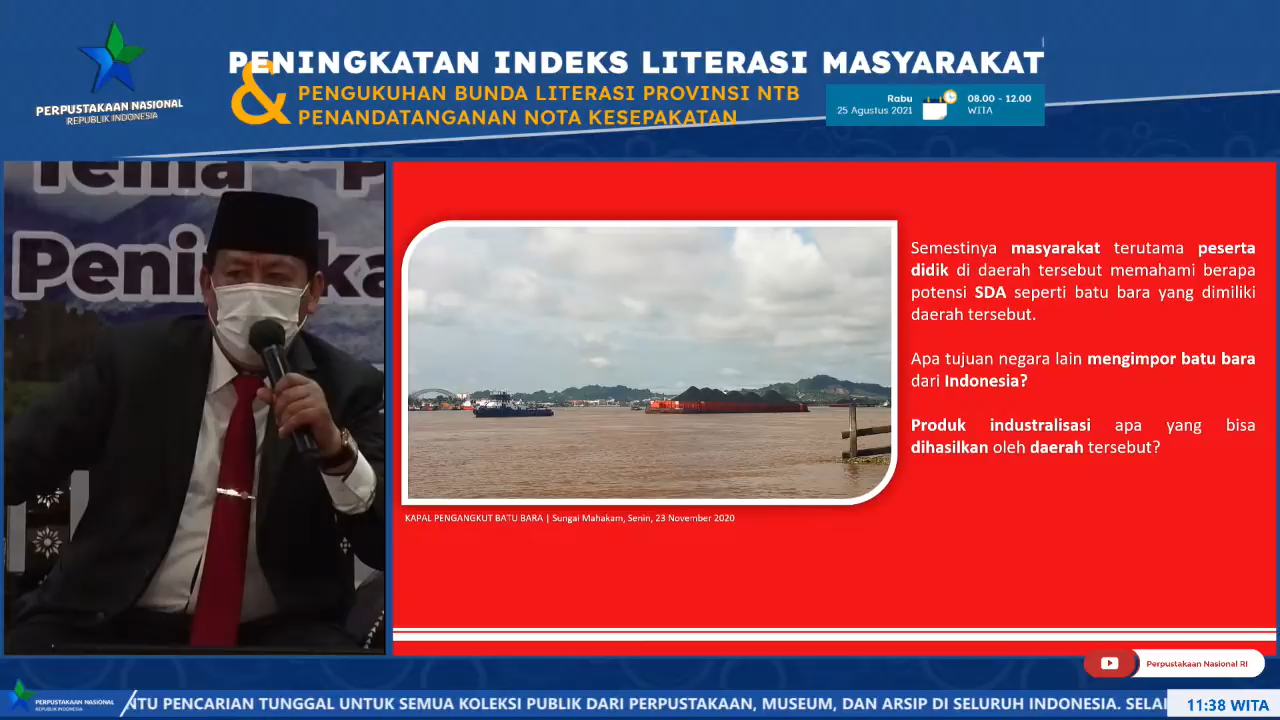 PENINGKATAN INDEKS LITERASI MASYARAKAT
& PENGUKUHAN BUNDA LITERASI PROVINSI NTB
PENANDATANGANAN NOTA KESEPAKATAN
Rabu
25 Agustus 2021
08.00 - 12.00
WITA
PERPUSTAKAAN NASIONAL
REPUBLIK INDONESIA
Tema
Semestinya masyarakat terutama peserta
didik di daerah tersebut memahami berapa
potensi SDA seperti batu bara yang dimiliki
daerah tersebut.
Apa tujuan negara lain mengimpor batu bara
dari Indonesia?
Produk industralisasi apa yang bisa
dihasilkan oleh daerah tersebut?
KAPAL PENGANGKUT BATU BARA | Sungai Mahakam, Senin, 23 November 2020
Perpustakaan Nasional RI
PERPUSTAKAAN NASIONAL
REPUBLIK INDONESIA
NTU PENCARIAN TUNGGAL UNTUK SEMUA KOLEKSI PUBLIK DARI PERPUSTAKAAN, MUSEUM, DAN ARSIP DI SELURUH INDONESIA. SELA
11:38 WITA